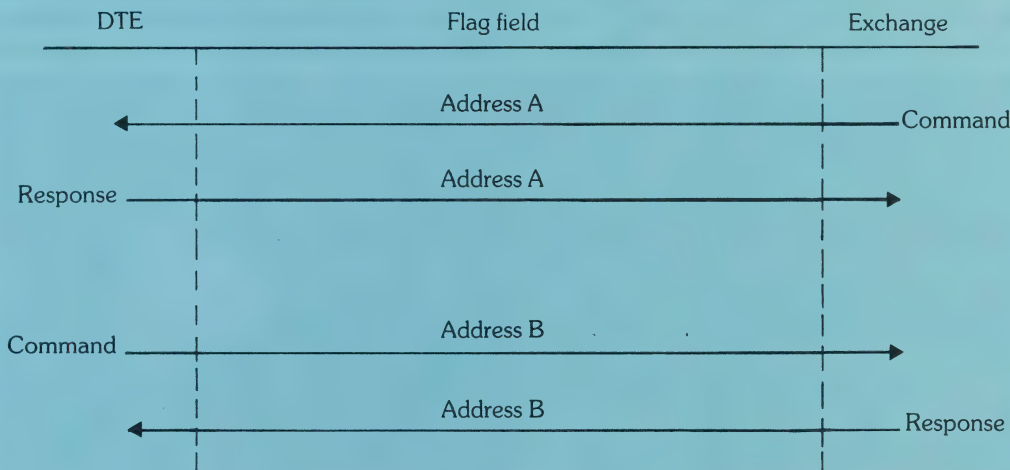 DTE Flag field Exchange
Address A
Command
Address A
Response
Address B
Command
Address B
Response